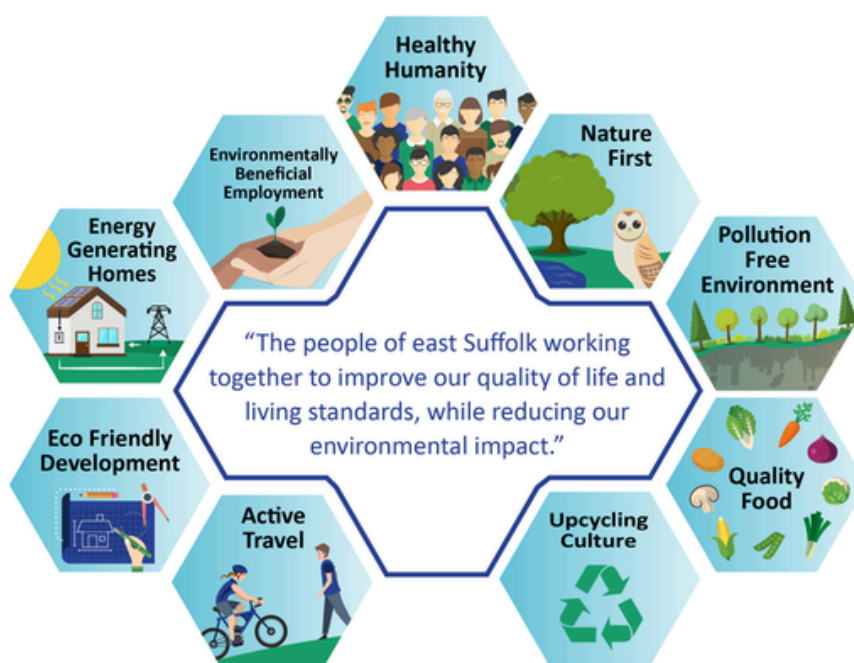 Healthy
Humanity
Nature
First
Environmentally
Beneficial
Employment
Energy
Generating
Homes
Pollution
Free
Environment
“The people of east Suffolk working
together to improve our quality of life and
living standards, while reducing our
environmental impact.”
Eco Friendly
Development
Quality
Food
Active
Travel
Upcycling
Culture